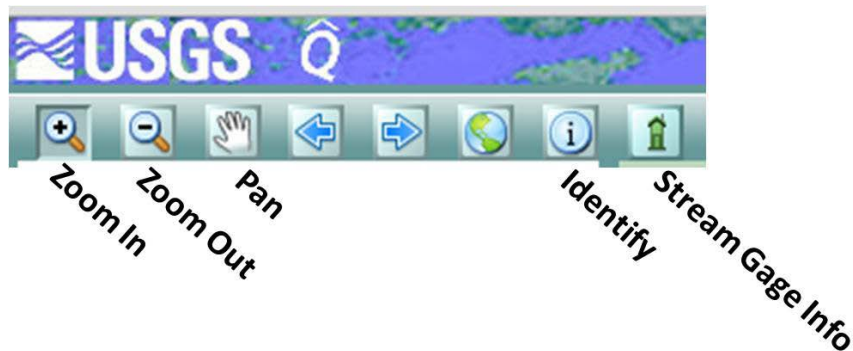 USGS Q̂
Zoom In
Zoom Out
Pan
Identify
Stream Gage Info